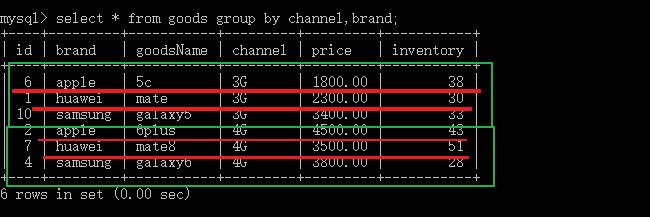 mysql> select * from goods group by channel,brand;
+----+---------+-----------+---------+---------+-----------+
| id | brand | goodsName | channel | price | inventory |
+----+---------+-----------+---------+---------+-----------+
| 6 | apple | 5c | 3G | 1800.00 | 38 |
| 1 | huawei | mate | 3G | 2300.00 | 30 |
| 10 | samsung | galaxy5 | 3G | 3400.00 | 33 |
| 2 | apple | 6plus | 4G | 4500.00 | 43 |
| 7 | huawei | mate8 | 4G | 3500.00 | 51 |
| 4 | samsung | galaxy6 | 4G | 3800.00 | 28 |
+----+---------+-----------+---------+---------+-----------+
6 rows in set (0.00 sec)